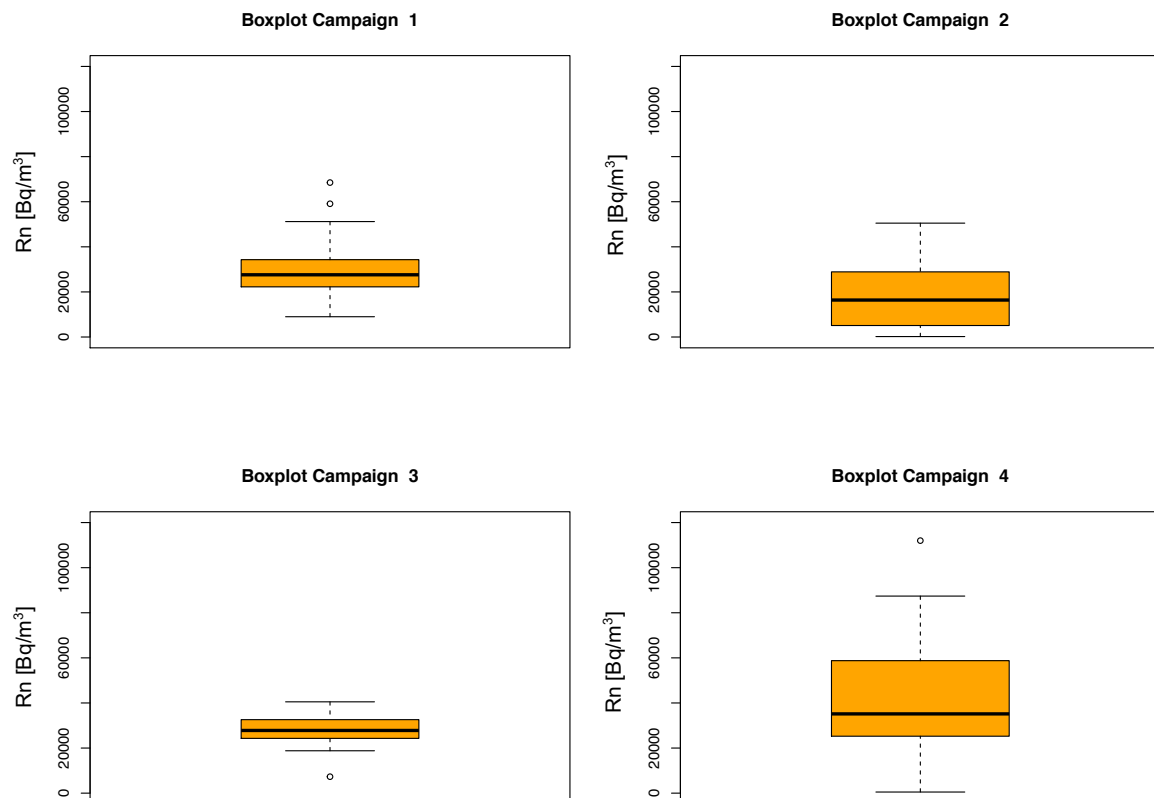 Boxplot Campaign  1
Rn [Bq/m³]
0
20000
60000
100000
Boxplot Campaign  2
Rn [Bq/m³]
0
20000
60000
100000
Boxplot Campaign  3
Rn [Bq/m³]
0
20000
60000
100000
Boxplot Campaign  4
Rn [Bq/m³]
0
20000
60000
100000